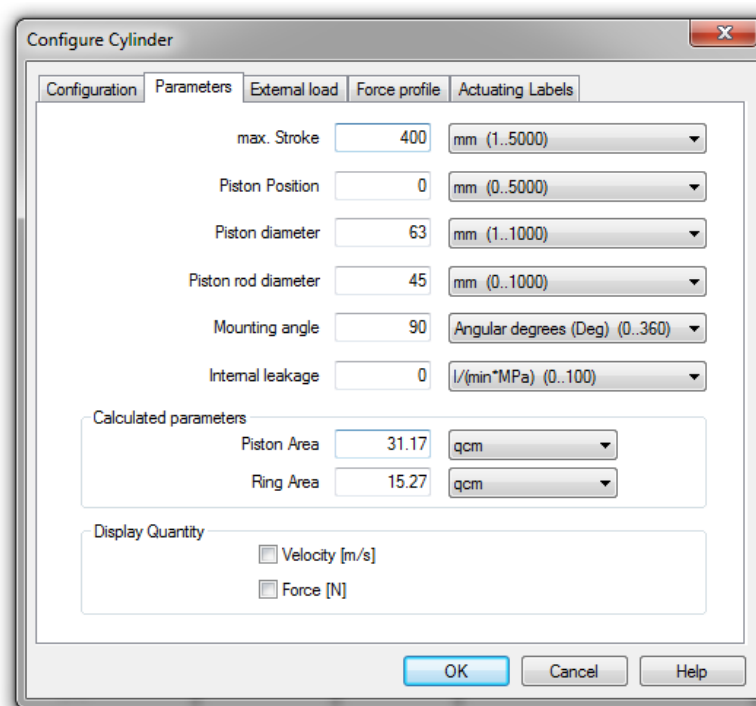 Configure Cylinder
Configuration Parameters External load Force profile Actuating Labels
max. Stroke 400 mm (1..5000)
Piston Position 0 mm (0..5000)
Piston diameter 63 mm (1..1000)
Piston rod diameter 45 mm (0..1000)
Mounting angle 90 Angular degrees (Deg) (0..360)
Internal leakage 0 l/(min*MPa) (0..100)
Calculated parameters
Piston Area 31.17 qcm
Ring Area 15.27 qcm
Display Quantity
Velocity [m/s]
Force [N]
OK Cancel Help